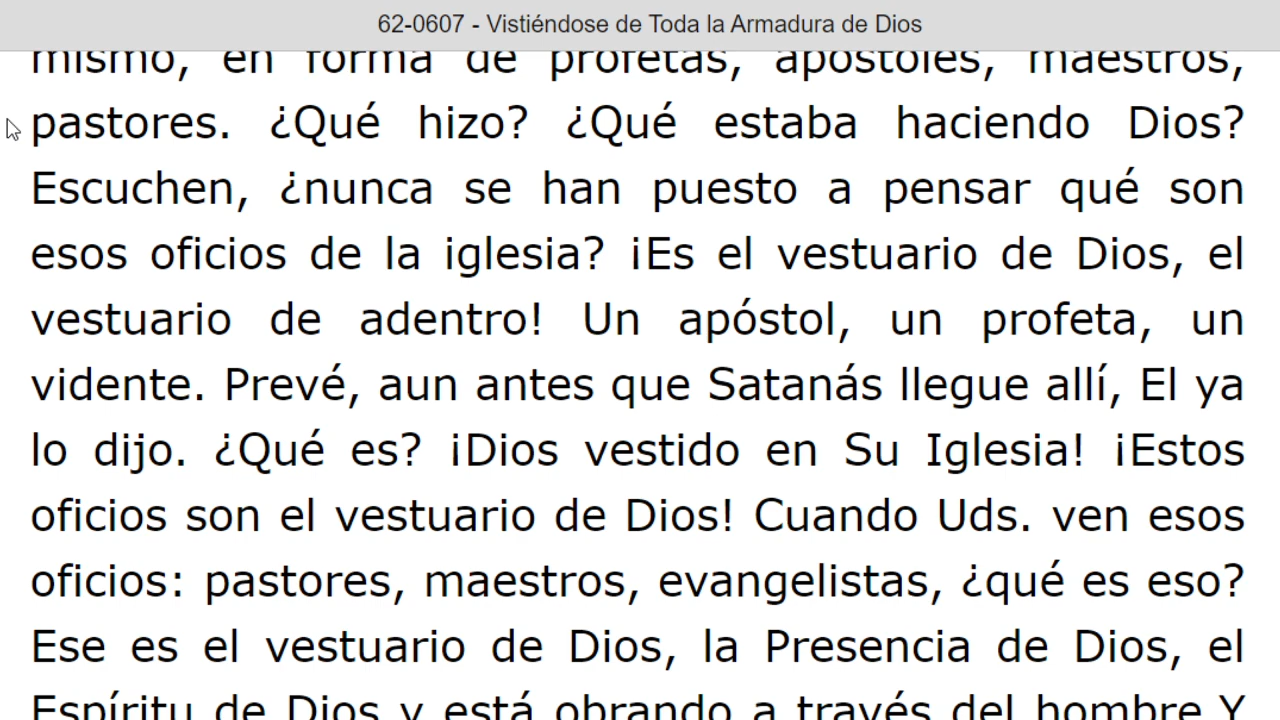 62-0607 - Vistiéndose de Toda la Armadura de Dios
mismo, en forma de profetas, apóstoles, maestros,
pastores. ¿Qué hizo? ¿Qué estaba haciendo Dios?
Escuchen, ¿nunca se han puesto a pensar qué son
esos oficios de la iglesia? ¡Es el vestuario de Dios, el
vestuario de adentro! Un apóstol, un profeta, un
vidente. Prevé, aun antes que Satanás llegue allí, El ya
lo dijo. ¿Qué es? ¡Dios vestido en Su Iglesia! ¡Estos
oficios son el vestuario de Dios! Cuando Uds. ven esos
oficios: pastores, maestros, evangelistas, ¿qué es eso?
Ese es el vestuario de Dios, la Presencia de Dios, el
Espíritu de Dios y está obrando a través del hombre.Y